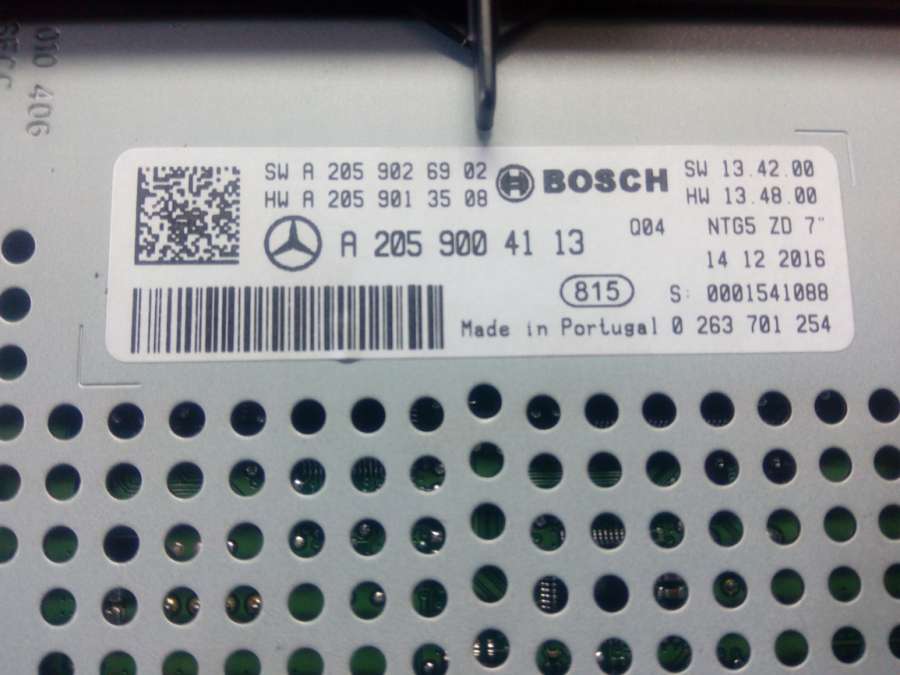 010 406
SW A 205 902 69 02
HW A 205 901 35 08
BOSCH
SW 13.42.00
HW 13.48.00
A 205 900 41 13
Q04
NTG5 ZD 7"
14 12 2016
815
S: 0001541088
Made in Portugal 0 263 701 254